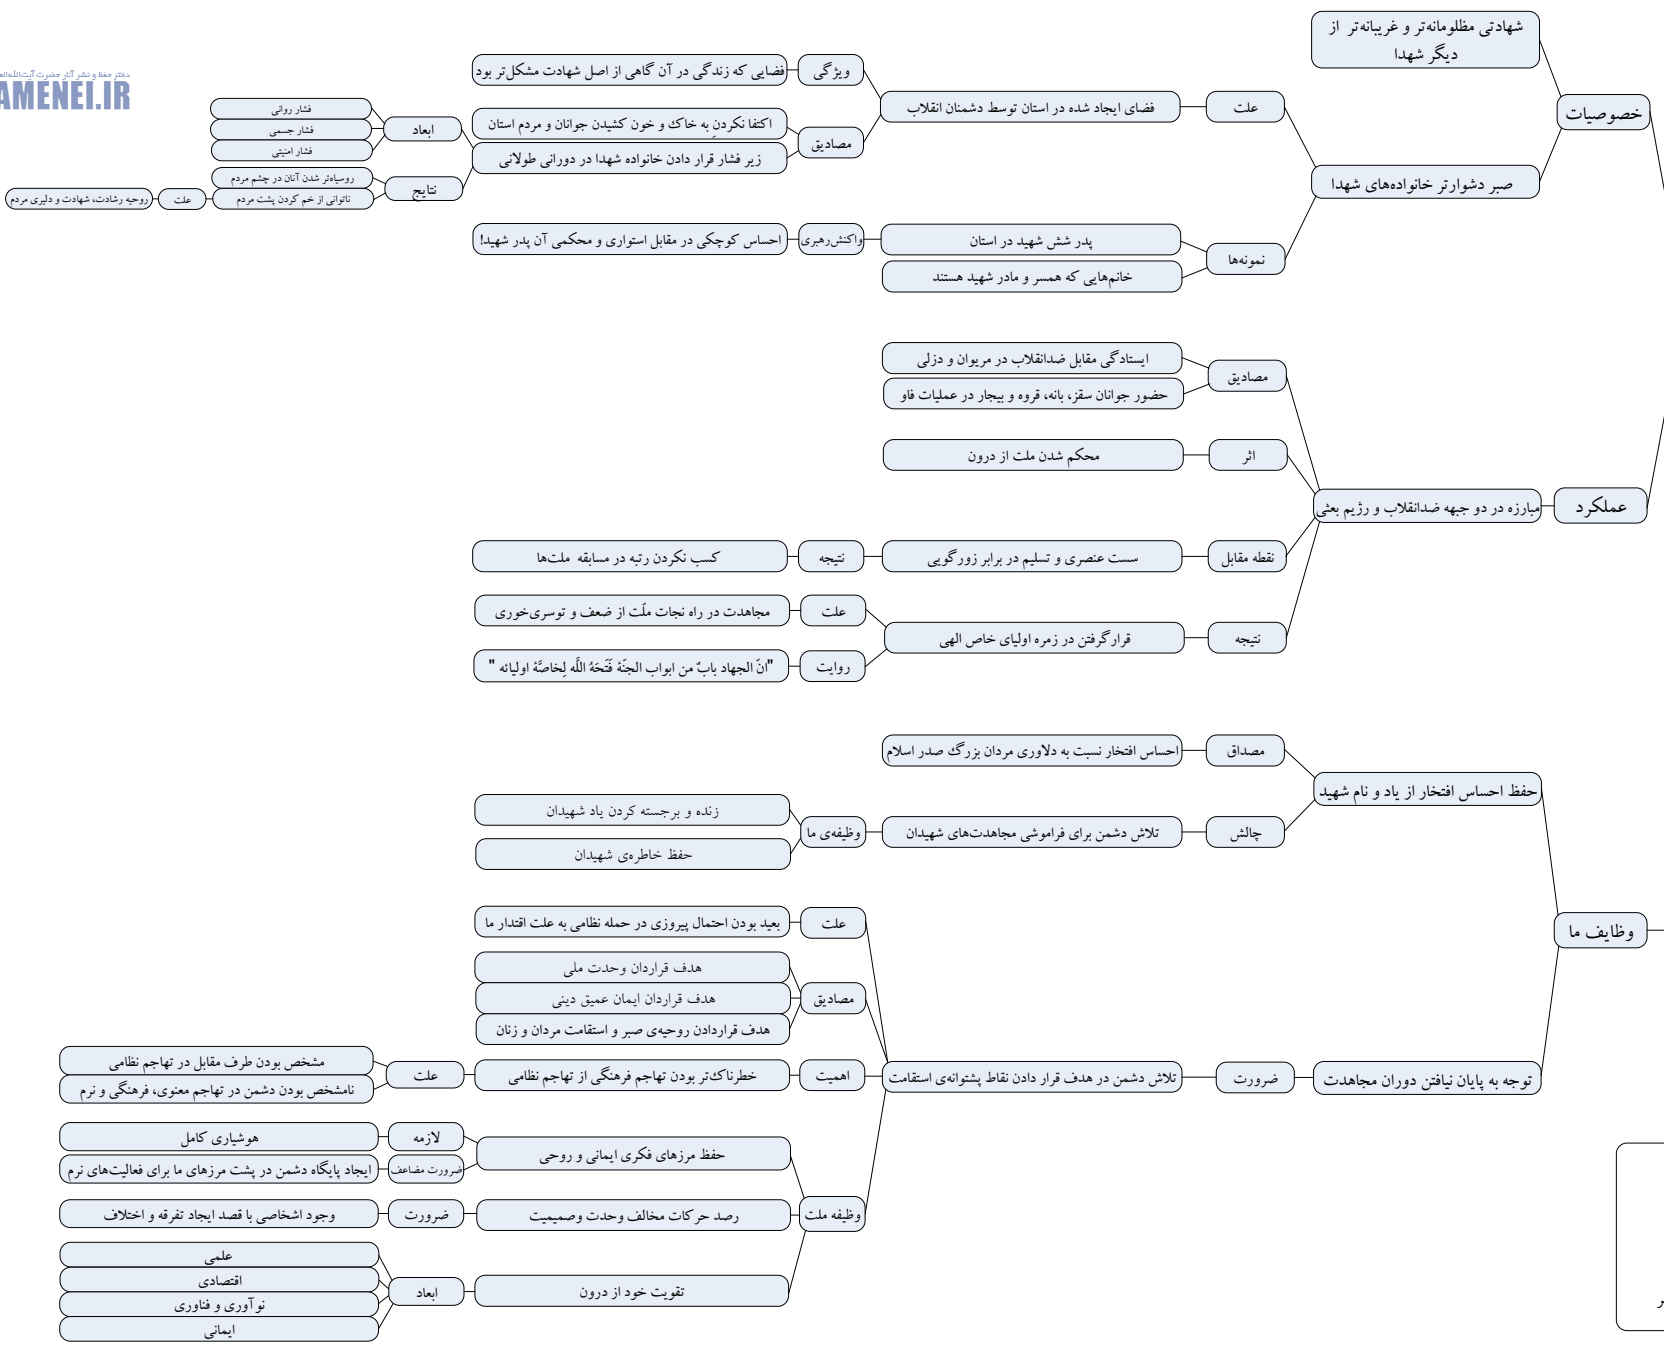 دفتر حفظ و نشر آثار حضرت
AMENEI.IR
خصوصیات
شهادتی مظلومانه‌تر و غریبانه‌تر از
دیگر شهدا
صبر دشوارتر خانواده‌های شهدا
علت
فضای ایجاد شده در استان توسط دشمنان انقلاب
ویژگی
فضایی که زندگی در آن گاهی از اصل شهادت مشکل‌تر بود
مصادیق
اکتفا نکردنِ به خاک و خون کشیدن جوانان و مردم استان
زیر فشار قرار دادن خانواده شهدا در دورانی طولانی
ابعاد
فشار روانی
فشار جسمی
فشار امنیتی
نتایج
روسیاه‌تر شدن آنان در چشم مردم
ناتوانی از خم کردن پشت مردم
علت
روحیه رشادت، شهادت و دلیری مردم
نمونه‌ها
پدر شش شهید در استان
واکنش رهبری
احساس کوچکی در مقابل استواری و محکمی آن پدر شهید!
خانم‌هایی که همسر و مادر شهید هستند
عملکرد
مبارزه در دو جبهه ضدانقلاب و رژیم بعثی
مصادیق
ایستادگی مقابل ضدانقلاب در مریوان و دزلی
حضور جوانان سقز، بانه، قروه و بیجار در عملیات فاو
اثر
محکم شدن ملت از درون
نقطه مقابل
سست عنصری و تسلیم در برابر زورگویی
نتیجه
کسب نکردن رتبه در مسابقه ملت‌ها
نتیجه
قرارگرفتن در زمره اولیای خاص الهی
علت
مجاهدت در راه نجات ملّت از ضعف و توسری‌خوری
روایت
"انّ الجهاد بابٌ من ابواب الجنّة فَتَحَهُ اللَّه لِخاصَّة اولیائه "
وظایف ما
حفظ احساس افتخار از یاد و نام شهید
مصداق
احساس افتخار نسبت به دلاوری مردان بزرگ صدر اسلام
چالش
تلاش دشمن برای فراموشی مجاهدت‌های شهیدان
وظیفه‌ی ما
زنده و برجسته کردن یاد شهیدان
حفظ خاطره‌ی شهیدان
توجه به پایان نیافتن دوران مجاهدت
ضرورت
تلاش دشمن در هدف قرار دادن نقاط پشتوانه‌ی استقامت
علت
بعید بودن احتمال پیروزی در حمله نظامی به علت اقتدار ما
مصادیق
هدف قراردان وحدت ملی
هدف قراردان ایمان عمیق دینی
هدف قراردادن روحیه‌ی صبر و استقامت مردان و زنان
اهمیت
خطرناک‌تر بودن تهاجم فرهنگی از تهاجم نظامی
علت
مشخص بودن طرف مقابل در تهاجم نظامی
نامشخص بودن دشمن در تهاجم معنوی، فرهنگی و نرم
وظیفه ملت
حفظ مرزهای فکری ایمانی و روحی
لازمه
هوشیاری کامل
ضرورت مضاعف
ایجاد پایگاه دشمن در پشت مرزهای ما برای فعالیت‌های نرم
رصد حرکات مخالف وحدت وصمیمیت
ضرورت
وجود اشخاصی با قصد ایجاد تفرقه و اختلاف
تقویت خود از درون
ابعاد
علمی
اقتصادی
نوآوری و فناوری
ایمانی